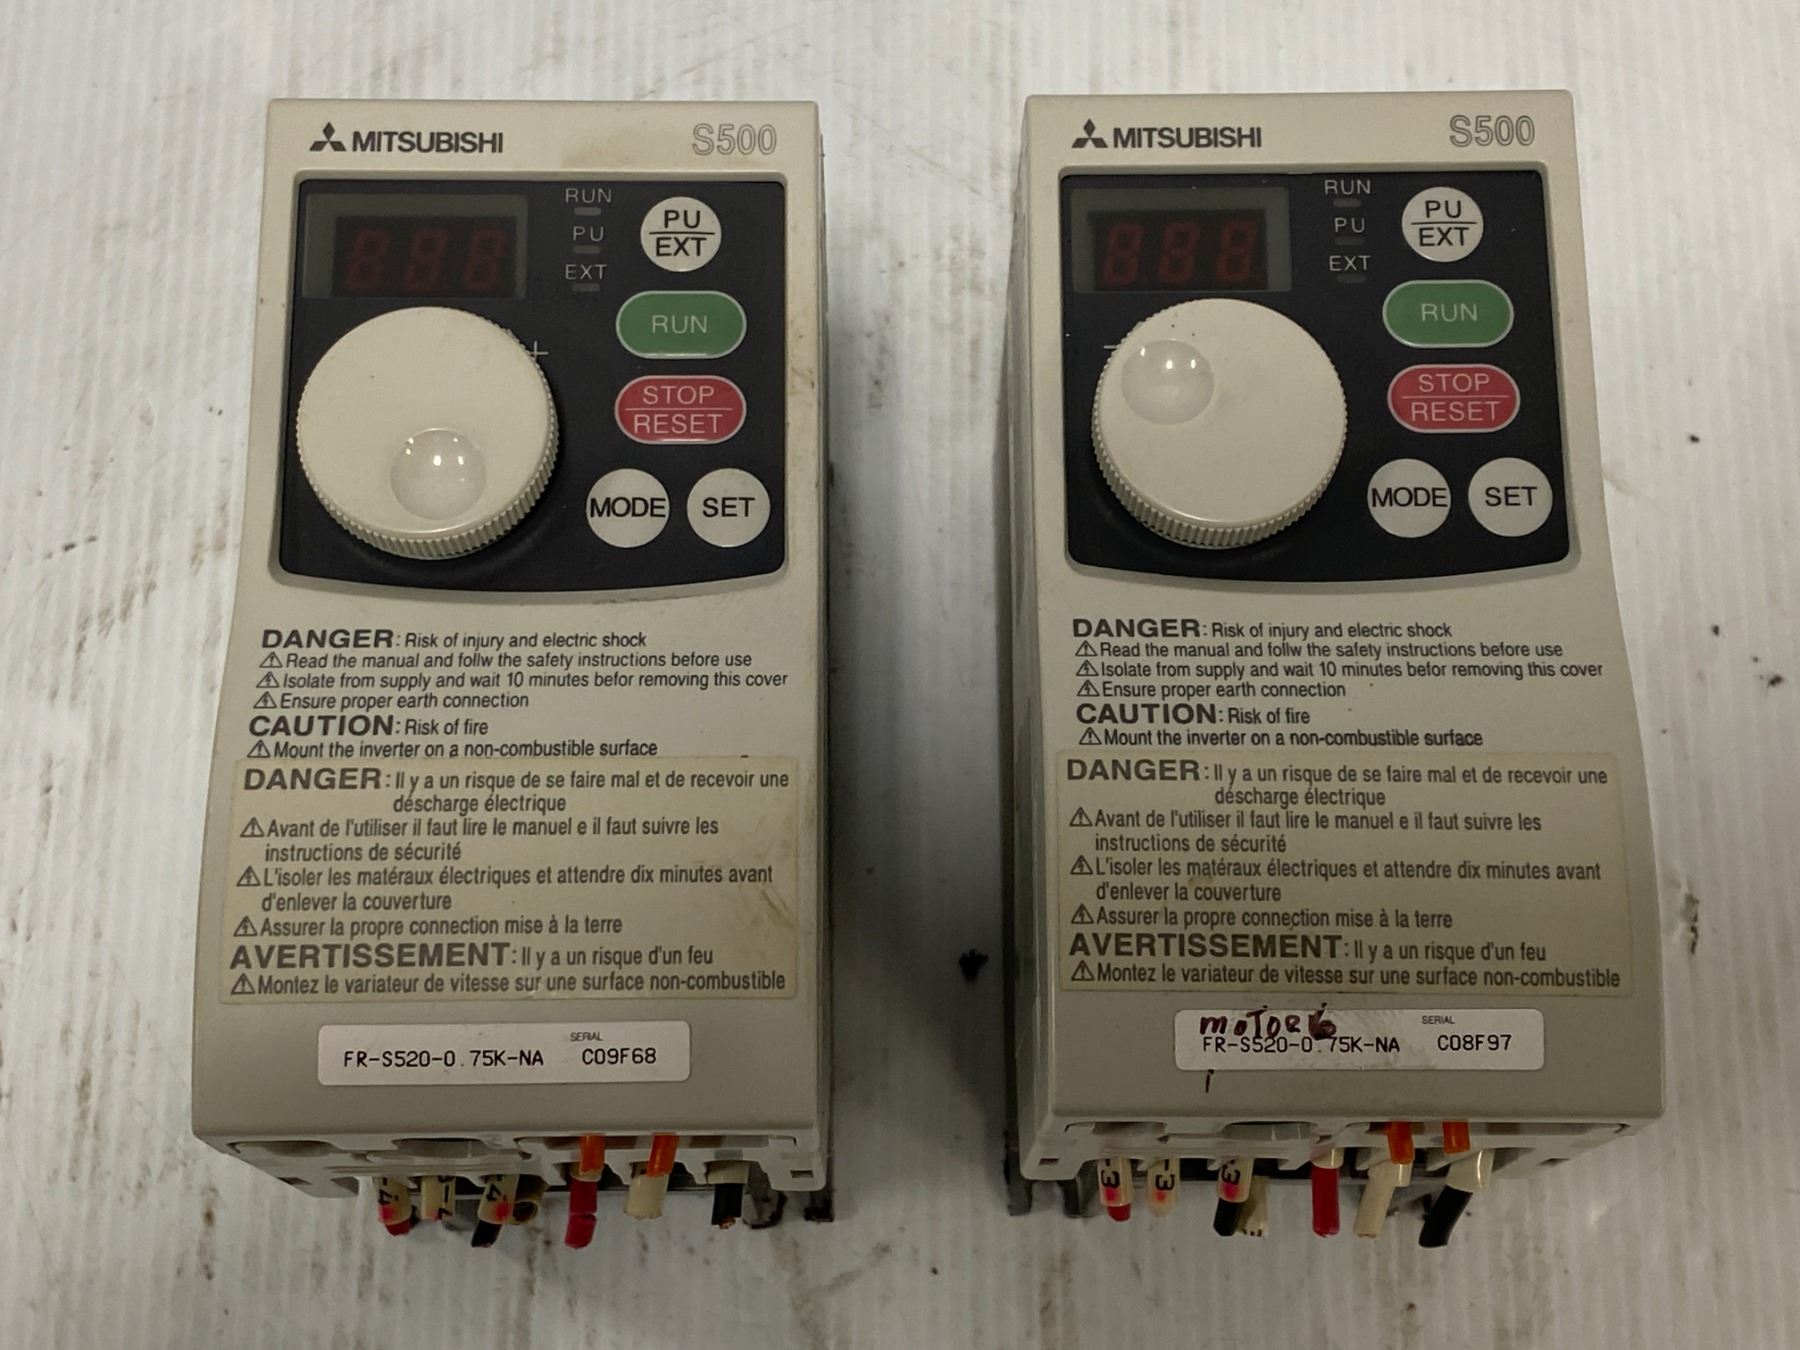 MITSUBISHI S500
RUN
PU
EXT
PU
EXT
+
RUN
STOP
RESET
MODE SET
DANGER: Risk of injury and electric shock
Read the manual and follw the safety instructions before use
Isolate from supply and wait 10 minutes befor removing this cover
Ensure proper earth connection
CAUTION: Risk of fire
Mount the inverter on a non-combustible surface
DANGER: Il y a un risque de se faire mal et de recevoir une
déscharge électrique
Avant de l'utiliser il faut lire le manuel e il faut suivre les
instructions de sécurité
L'isoler les matéraux électriques et attendre dix minutes avant
d'enlever la couverture
Assurer la propre connection mise à la terre
AVERTISSEMENT: Il y a un risque d'un feu
Montez le variateur de vitesse sur une surface non-combustible
SERIAL
FR-S520-0.75K-NA C09F68
MITSUBISHI S500
RUN
PU
EXT
PU
EXT
-
RUN
STOP
RESET
MODE SET
DANGER: Risk of injury and electric shock
Read the manual and follw the safety instructions before use
Isolate from supply and wait 10 minutes befor removing this cover
Ensure proper earth connection
CAUTION: Risk of fire
Mount the inverter on a non-combustible surface
DANGER: Il y a un risque de se faire mal et de recevoir une
déscharge électrique
Avant de l'utiliser il faut lire le manuel e il faut suivre les
instructions de sécurité
L'isoler les matéraux électriques et attendre dix minutes avant
d'enlever la couverture
Assurer la propre connection mise à la terre
AVERTISSEMENT: Il y a un risque d'un feu
Montez le variateur de vitesse sur une surface non-combustible
moTOR
SERIAL
FR-S520-0.75K-NA C08F97
-3 -3 -3